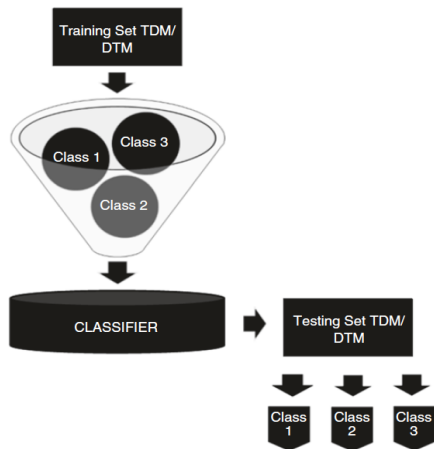 Training Set TDM/
DTM
Class 1
Class 3
Class 2
CLASSIFIER
Testing Set TDM/
DTM
Class
1
Class
2
Class
3